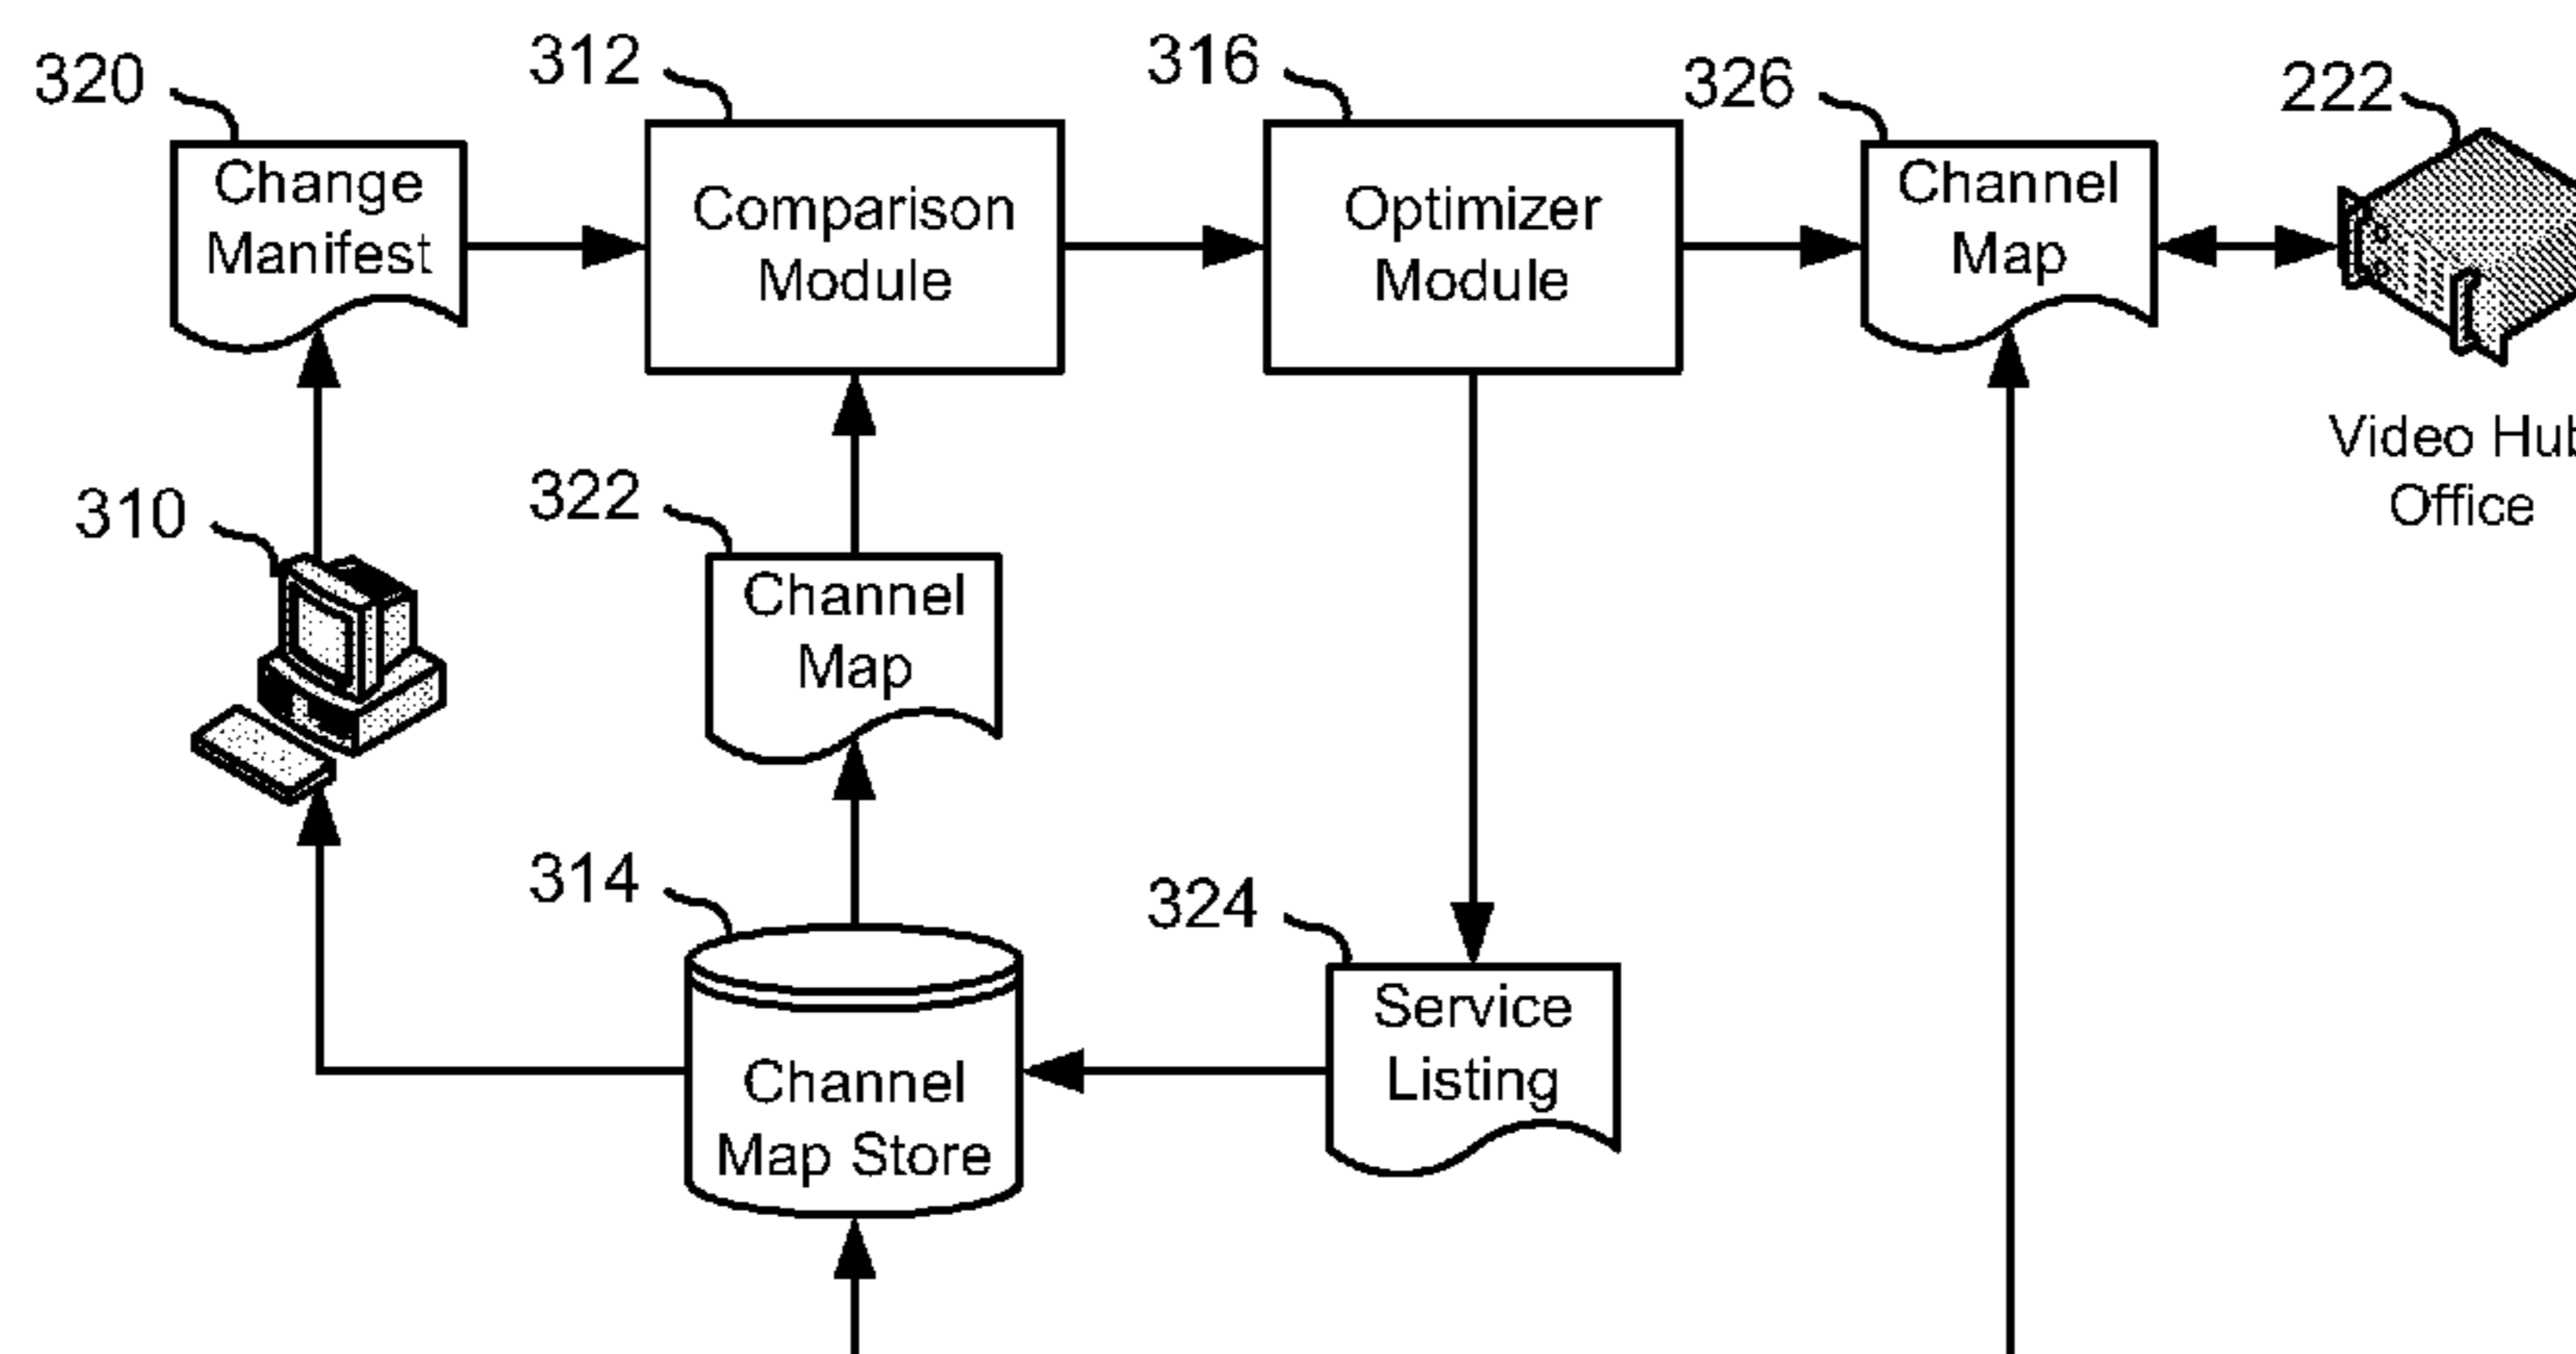 320
312
316
326
222
Change
Manifest
Comparison
Module
Optimizer
Module
Channel
Map
Video Hub
Office
310
322
Channel
Map
314
324
Channel
Map Store
Service
Listing